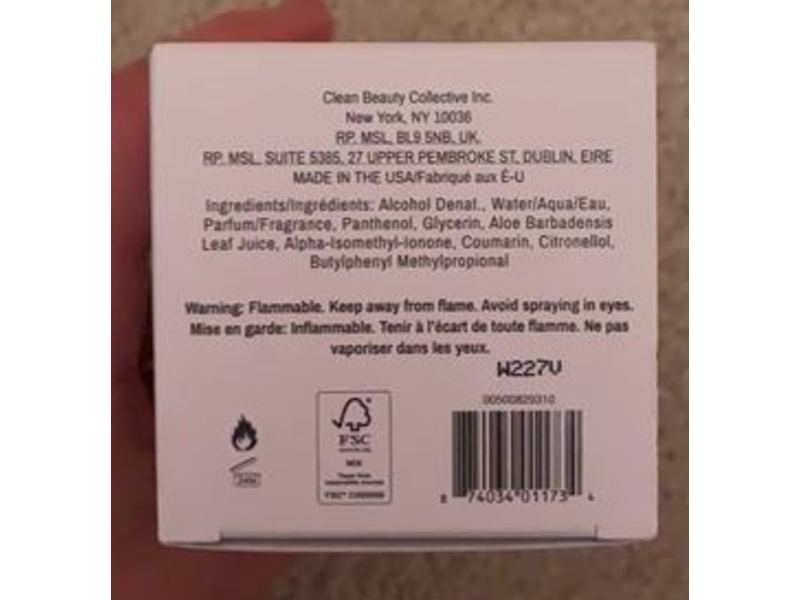 Clean Beauty Collective Inc.
New York, NY 10036
RP. MSL, BL9 5NB, UK.
RP. MSL. SUITE 5385, 27 UPPER PEMBROKE ST, DUBLIN, EIRE
MADE IN THE USA/Fabriqué aux É-U
Ingredients/Ingrédients: Alcohol Denat., Water/Aqua/Eau,
Parfum/Fragrance, Panthenol, Glycerin, Aloe Barbadensis
Leaf Juice, Alpha-Isomethyl-Ionone, Coumarin, Citronellol,
Butylphenyl Methylpropional
Warning: Flammable. Keep away from flame. Avoid spraying in eyes.
Mise en garde: Inflammable. Tenir à l'écart de toute flamme. Ne pas
vaporiser dans les yeux.
W227V
00500829310
FSC
MIX
8 74034 01173 4